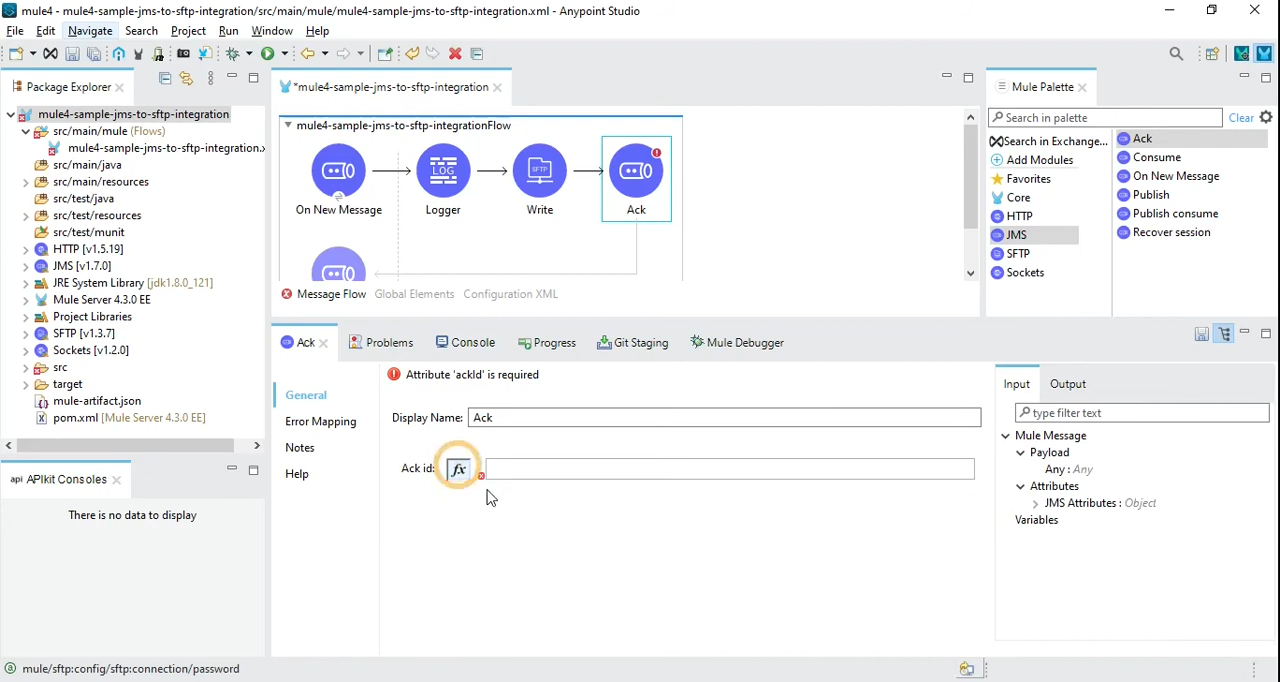 mule4 - mule4-sample-jms-to-sftp-integration/src/main/mule/mule4-sample-jms-to-sftp-integration.xml - Anypoint Studio
File Edit Navigate Search Project Run Window Help
Package Explorer
mule4-sample-jms-to-sftp-integration
src/main/mule (Flows)
mule4-sample-jms-to-sftp-integration.x
src/main/java
src/main/resources
src/test/java
src/test/resources
src/test/munit
HTTP [v1.5.19]
JMS [v1.7.0]
JRE System Library [jdk1.8.0_121]
Mule Server 4.3.0 EE
Project Libraries
SFTP [v1.3.7]
Sockets [v1.2.0]
src
target
mule-artifact.json
pom.xml [Mule Server 4.3.0 EE]
api APIkit Consoles
There is no data to display
*mule4-sample-jms-to-sftp-integration
mule4-sample-jms-to-sftp-integrationFlow
LOG
SFTP
On New Message
Logger
Write
Ack
Message Flow Global Elements Configuration XML
Mule Palette
Search in palette
Clear
Search in Exchange...
Add Modules
Favorites
Core
HTTP
JMS
SFTP
Sockets
Ack
Consume
On New Message
Publish
Publish consume
Recover session
Ack Problems Console Progress Git Staging Mule Debugger
General
Error Mapping
Notes
Help
Attribute 'ackId' is required
Display Name: Ack
Ack id: fx
Input Output
type filter text
Mule Message
Payload
Any : Any
Attributes
JMS Attributes : Object
Variables
mule/sftp:config/sftp:connection/password